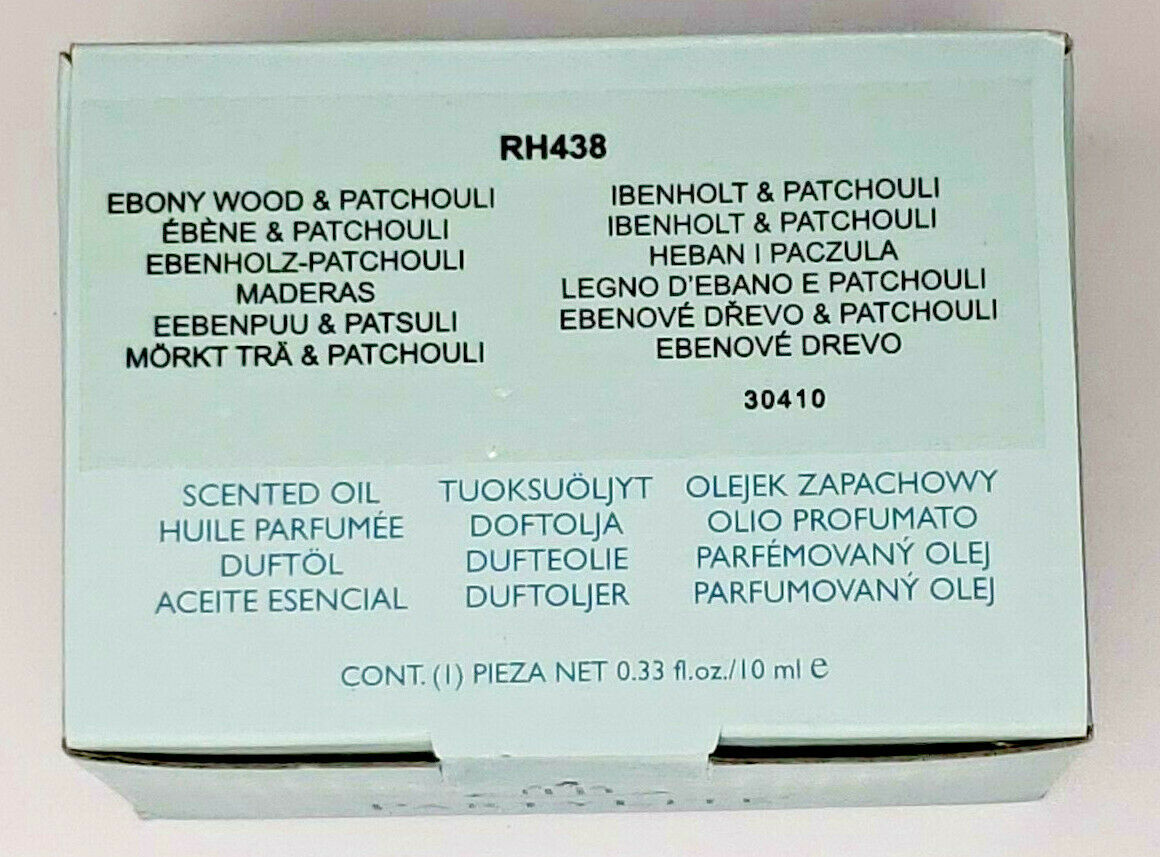 RH438
EBONY WOOD & PATCHOULI
ÉBÈNE & PATCHOULI
EBENHOLZ-PATCHOULI
MADERAS
EEBENPUU & PATSULI
MÖRKT TRÄ & PATCHOULI
IBENHOLT & PATCHOULI
IBENHOLT & PATCHOULI
HEBAN I PACZULA
LEGNO D'EBANO E PATCHOULI
EBENOVÉ DŘEVO & PATCHOULI
EBENOVÉ DREVO
30410
SCENTED OIL
HUILE PARFUMÉE
DUFTÖL
ACEITE ESENCIAL
TUOKSUÖLJYT
DOFTOLJA
DUFTEOLIE
DUFTOLJER
OLEJEK ZAPACHOWY
OLIO PROFUMATO
PARFÉMOVANÝ OLEJ
PARFUMOVANÝ OLEJ
CONT. (1) PIEZA NET 0.33 fl.oz./10 ml e